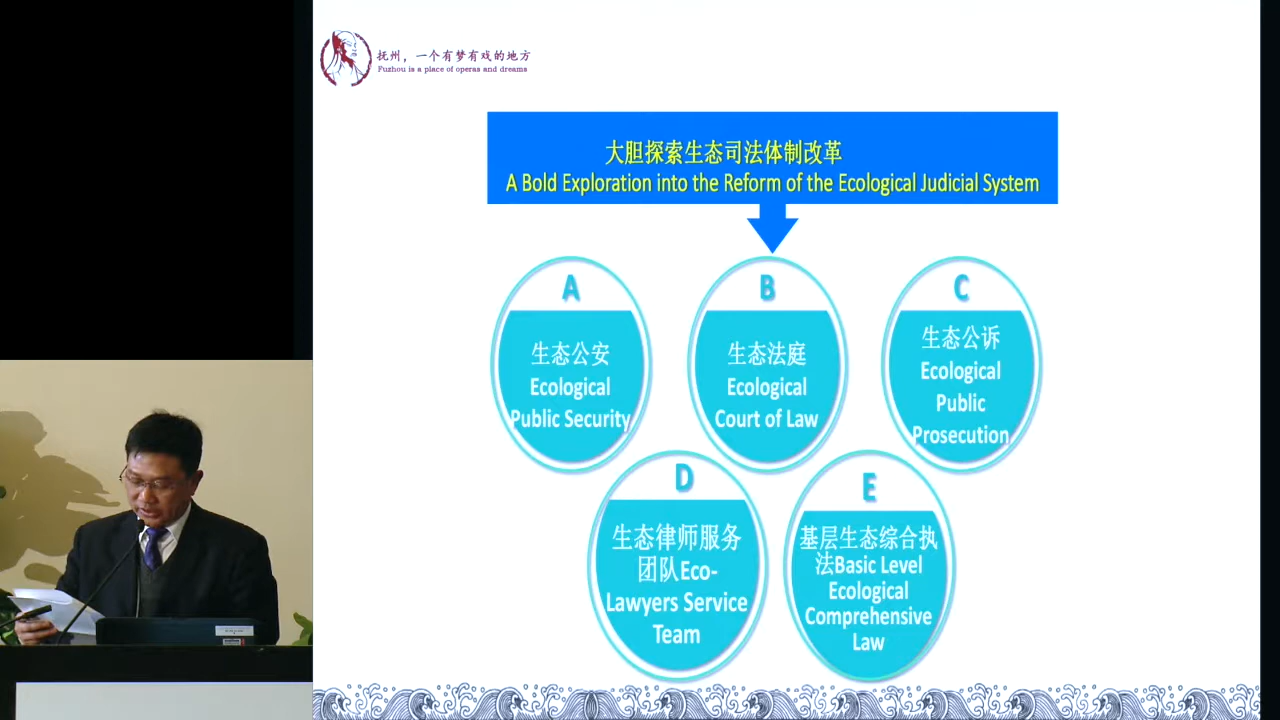 抚州，一个有梦有戏的地方
Fuzhou is a place of operas and dreams
大胆探索生态司法体制改革
A Bold Exploration into the Reform of the Ecological Judicial System
A
生态公安
Ecological
Public Security
B
生态法庭
Ecological
Court of Law
C
生态公诉
Ecological
Public
Prosecution
D
生态律师服务
团队Eco-
Lawyers Service
Team
E
基层生态综合执
法Basic Level
Ecological
Comprehensive
Law